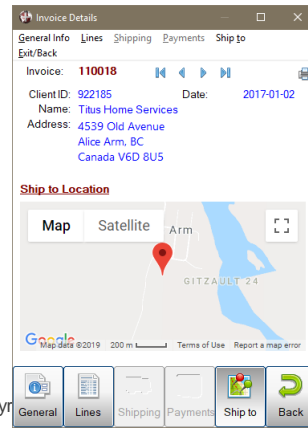 Invoice Details
General Info Lines Shipping Payments Ship to
Exit/Back
Invoice: 110018
Client ID: 922185 Date: 2017-01-02
Name: Titus Home Services
Address: 4539 Old Avenue
Alice Arm, BC
Canada V6D 8U5
Ship to Location
Map Satellite
Arm
GITZAULT 24
Google
Map data ©2019 200 m Terms of Use Report a map error
General Lines Shipping Payments Ship to Back